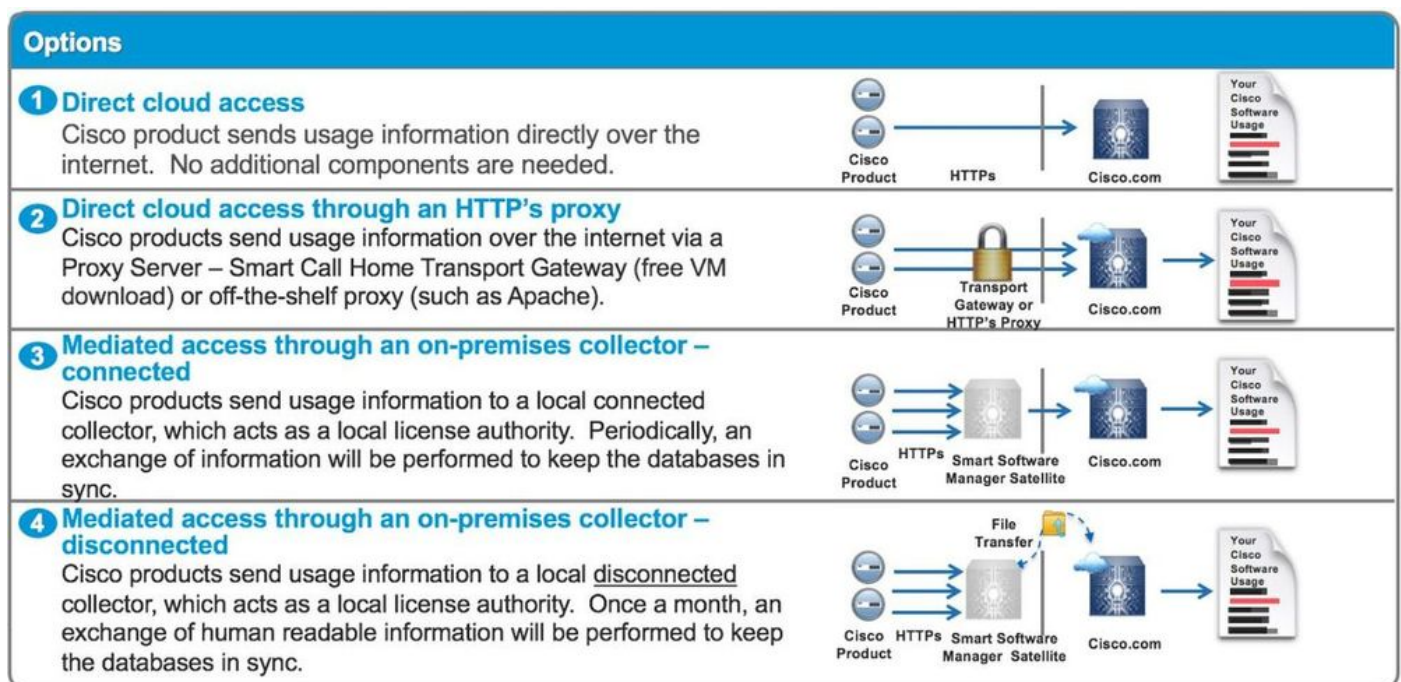 Options
1 Direct cloud access
Cisco product sends usage information directly over the
internet. No additional components are needed.
Cisco
Product
HTTPs
Cisco.com
Your
Cisco
Software
Usage
2 Direct cloud access through an HTTP's proxy
Cisco products send usage information over the internet via a
Proxy Server – Smart Call Home Transport Gateway (free VM
download) or off-the-shelf proxy (such as Apache).
Cisco
Product
Transport
Gateway or
HTTP's Proxy
Cisco.com
Your
Cisco
Software
Usage
3 Mediated access through an on-premises collector –
connected
Cisco products send usage information to a local connected
collector, which acts as a local license authority. Periodically, an
exchange of information will be performed to keep the databases in
sync.
Cisco
Product
HTTPs
Smart Software
Manager Satellite
Cisco.com
Your
Cisco
Software
Usage
4 Mediated access through an on-premises collector –
disconnected
Cisco products send usage information to a local disconnected
collector, which acts as a local license authority. Once a month, an
exchange of human readable information will be performed to keep
the databases in sync.
File
Transfer
Cisco
Product
HTTPs
Smart Software
Manager Satellite
Cisco.com
Your
Cisco
Software
Usage